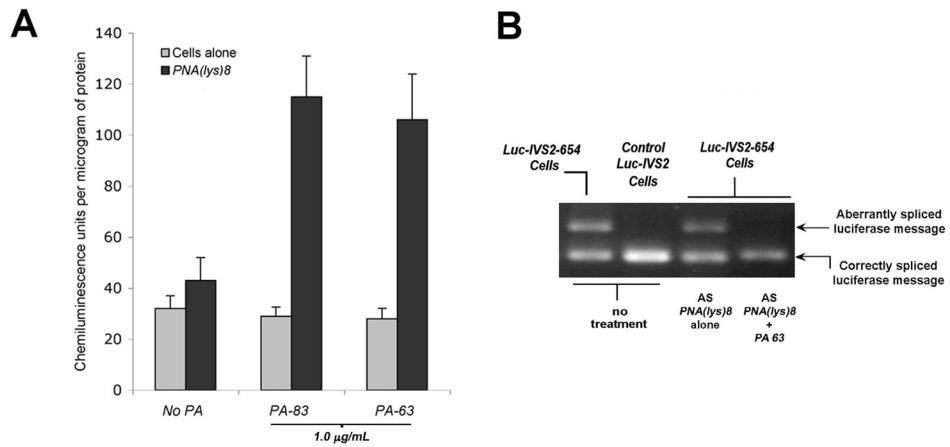 A
Chemiluminescence units per microgram of protein
140
120
100
80
60
40
20
0
Cells alone
PNA(lys)8
No PA
PA-83
PA-63
1.0 µg/mL
B
Luc-IVS2-654
Cells
Control
Luc-IVS2
Cells
Luc-IVS2-654
Cells
Aberrantly spliced
luciferase message
Correctly spliced
luciferase message
no
treatment
AS
PNA(lys)8
alone
AS
PNA(lys)8
+
PA 63